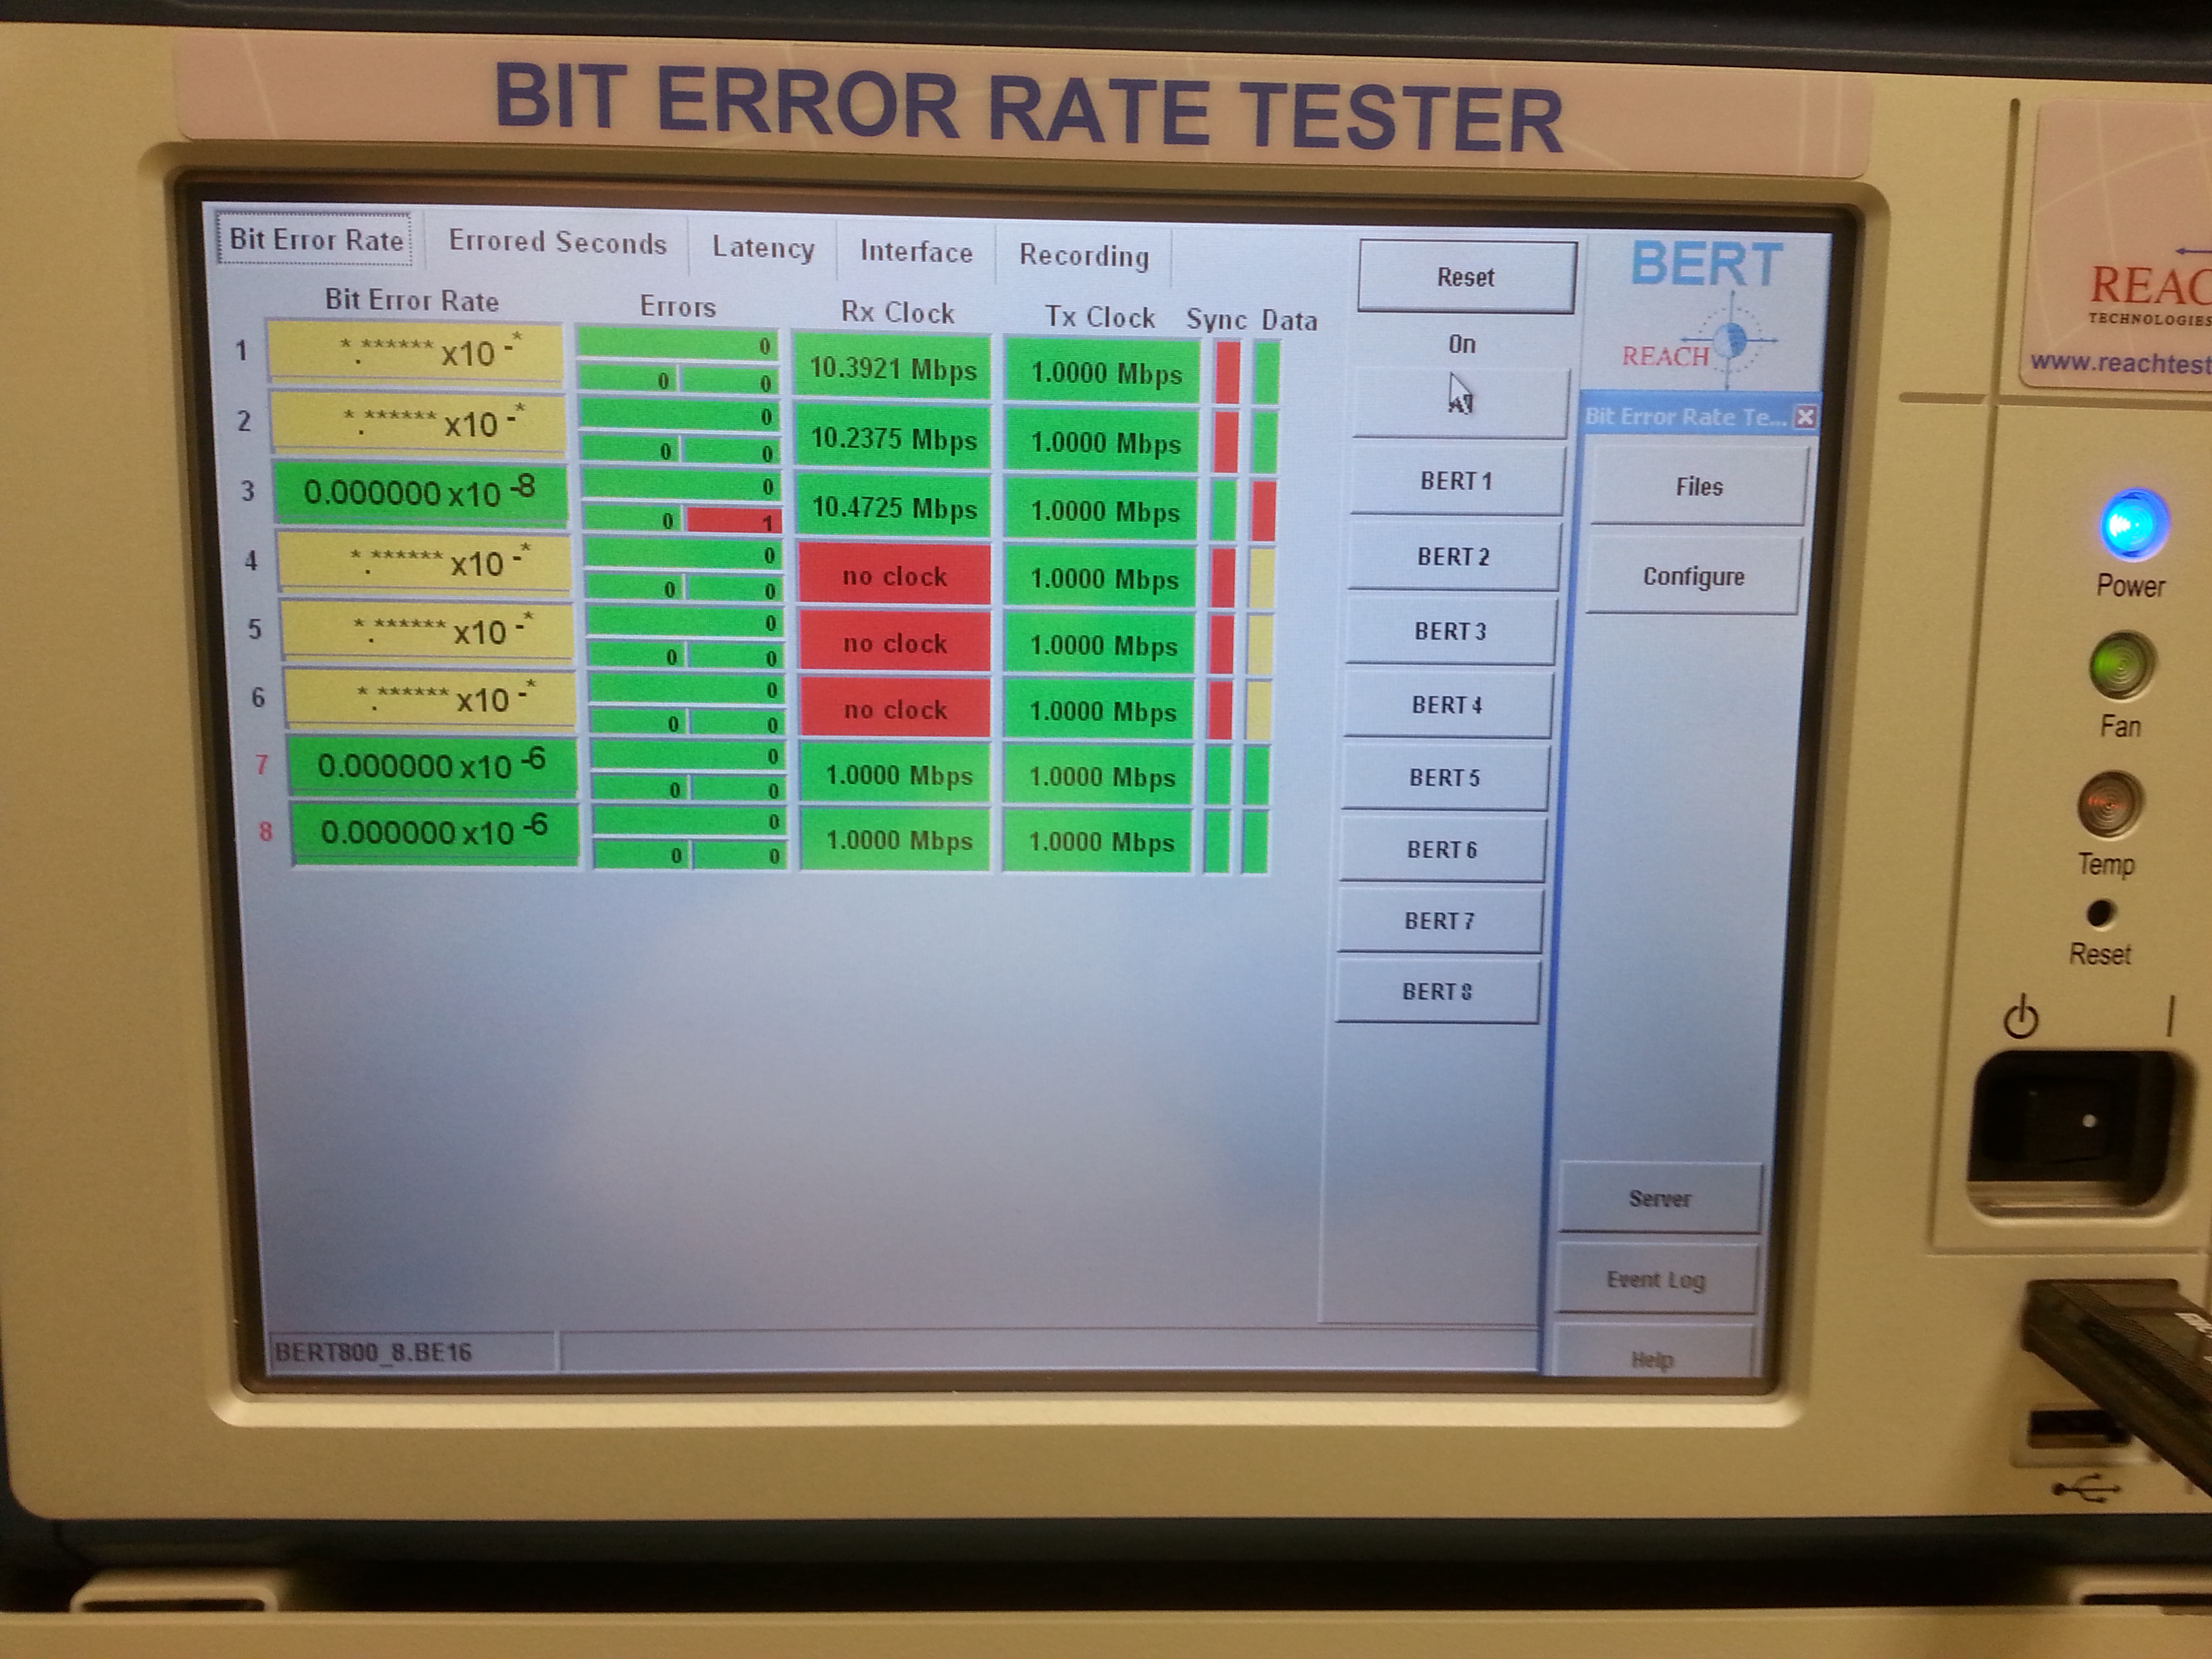 BIT ERROR RATE TESTER
Bit Error Rate Errored Seconds Latency Interface Recording
Bit Error Rate Errors Rx Clock Tx Clock Sync Data
1 *.****** x10 -* 0 10.3921 Mbps 1.0000 Mbps
0 0
2 *.****** x10 -* 0 10.2375 Mbps 1.0000 Mbps
0 0
3 0.000000 x10 -8 0 10.4725 Mbps 1.0000 Mbps
0 1
4 *.****** x10 -* 0 no clock 1.0000 Mbps
0 0
5 *.****** x10 -* 0 no clock 1.0000 Mbps
0 0
6 *.****** x10 -* 0 no clock 1.0000 Mbps
0 0
7 0.000000 x10 -6 0 1.0000 Mbps 1.0000 Mbps
0 0
8 0.000000 x10 -6 0 1.0000 Mbps 1.0000 Mbps
0 0
BERT800_8.BE16
Reset
On
BERT 1
BERT 2
BERT 3
BERT 4
BERT 5
BERT 6
BERT 7
BERT 8
BERT
REACH
Bit Error Rate Te...
Files
Configure
Server
Event Log
Help
TECHNOLOGIES
Power
Fan
Temp
Reset